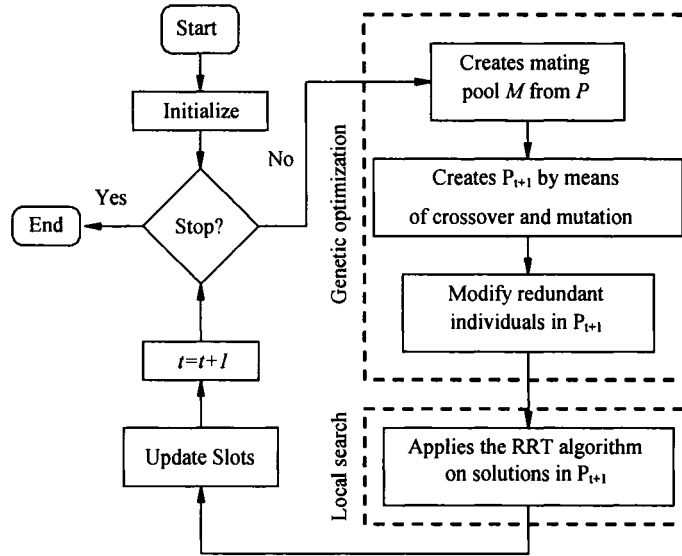 Start
Initialize
Stop?
Yes
End
No
Genetic optimization
Creates mating
pool M from P
Creates P_{t+1} by means
of crossover and mutation
Modify redundant
individuals in P_{t+1}
Local search
Applies the RRT algorithm
on solutions in P_{t+1}
Update Slots
t=t+1